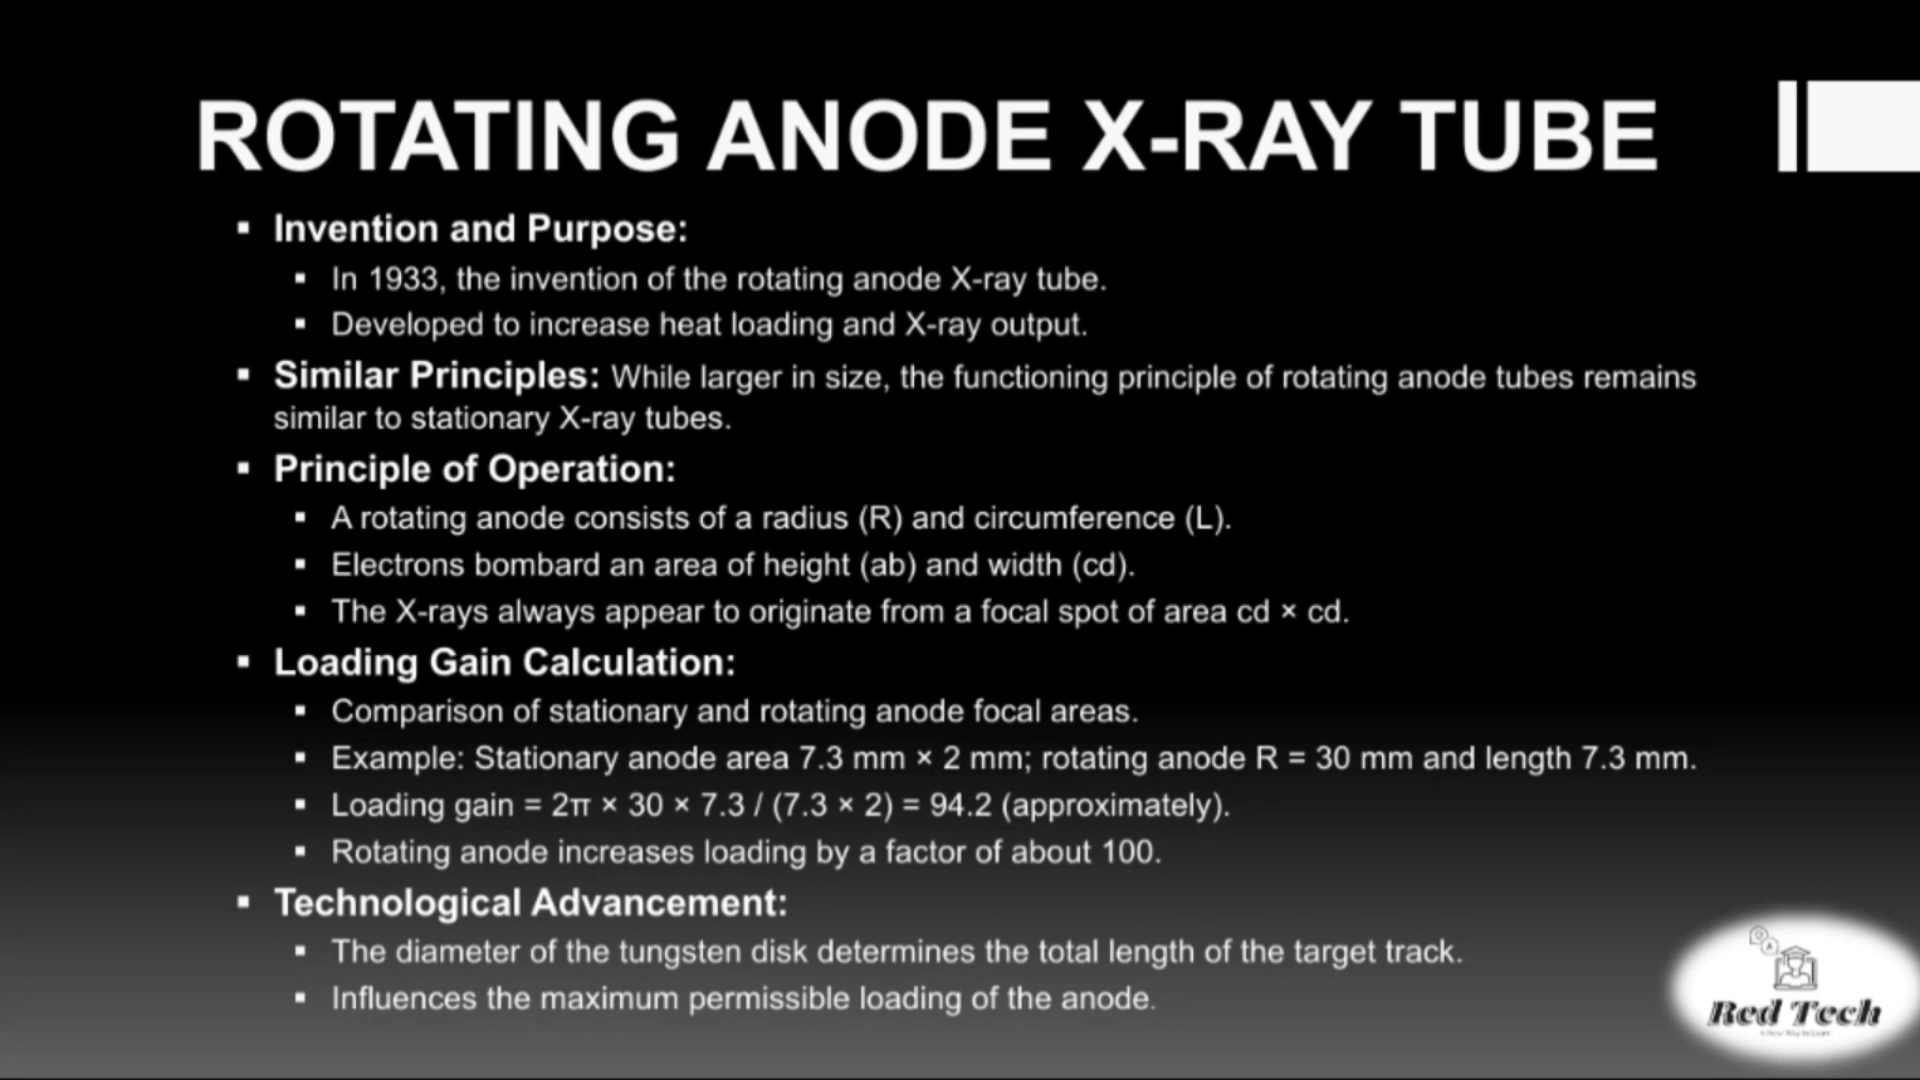 ROTATING ANODE X-RAY TUBE
▪ Invention and Purpose:
▪ In 1933, the invention of the rotating anode X-ray tube.
▪ Developed to increase heat loading and X-ray output.
▪ Similar Principles: While larger in size, the functioning principle of rotating anode tubes remains
similar to stationary X-ray tubes.
▪ Principle of Operation:
▪ A rotating anode consists of a radius (R) and circumference (L).
▪ Electrons bombard an area of height (ab) and width (cd).
▪ The X-rays always appear to originate from a focal spot of area cd × cd.
▪ Loading Gain Calculation:
▪ Comparison of stationary and rotating anode focal areas.
▪ Example: Stationary anode area 7.3 mm × 2 mm; rotating anode R = 30 mm and length 7.3 mm.
▪ Loading gain = 2π × 30 × 7.3 / (7.3 × 2) = 94.2 (approximately).
▪ Rotating anode increases loading by a factor of about 100.
▪ Technological Advancement:
▪ The diameter of the tungsten disk determines the total length of the target track.
▪ Influences the maximum permissible loading of the anode.
Red Tech